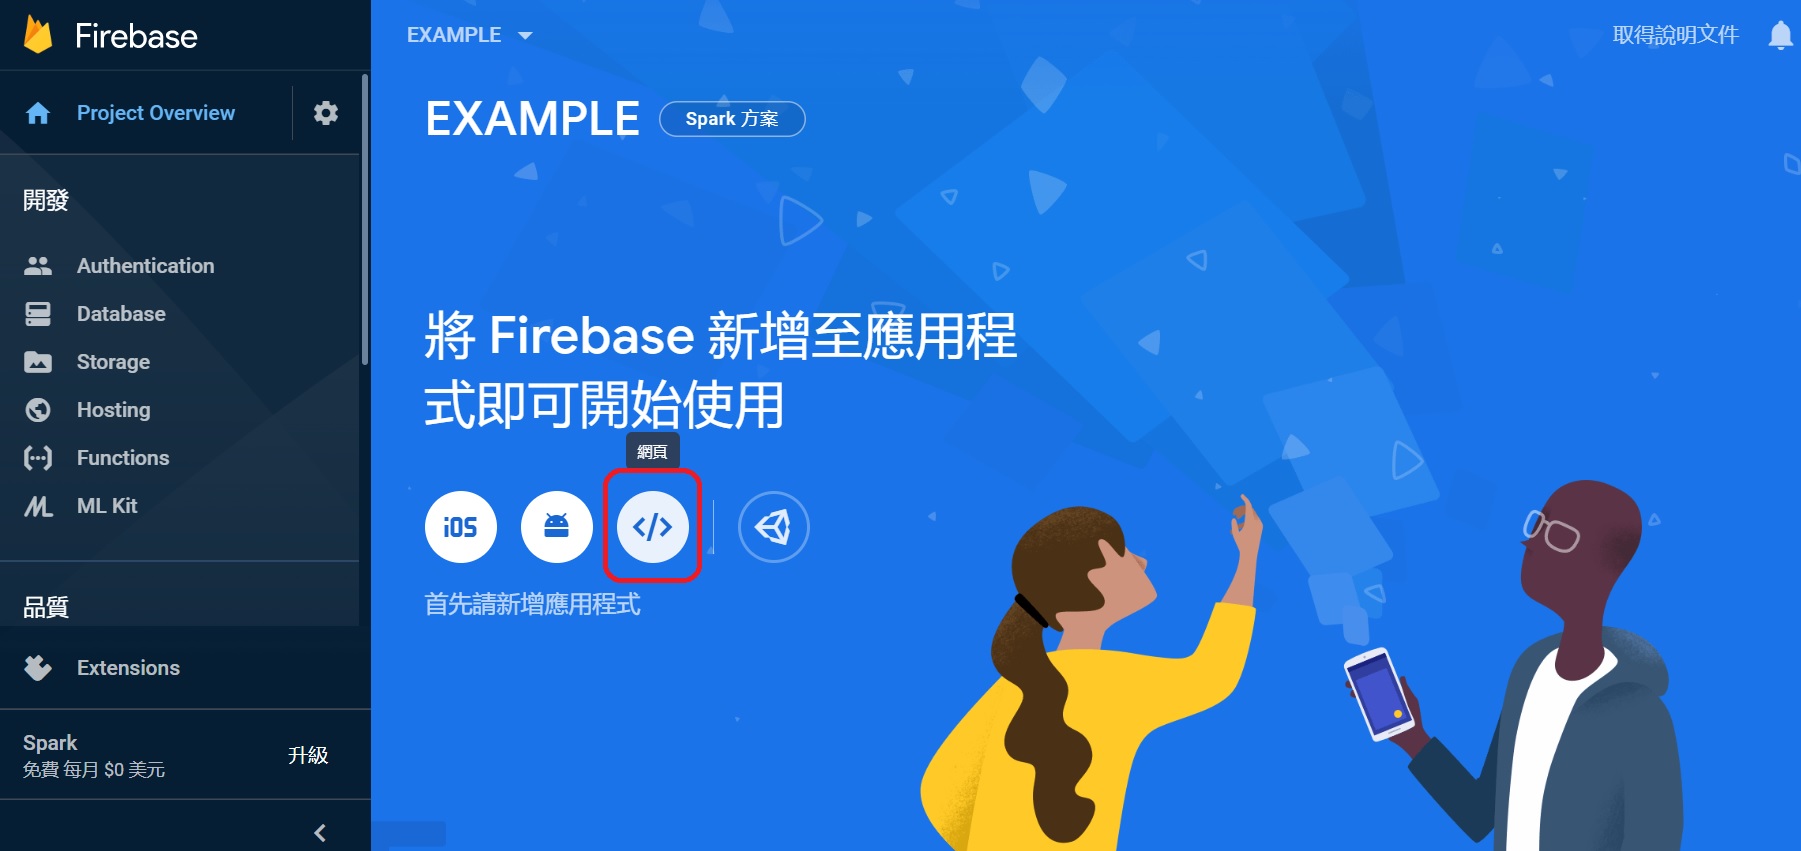 Firebase
Project Overview
開發
Authentication
Database
Storage
Hosting
Functions
ML Kit
品質
Extensions
Spark
免費 每月 $0 美元
升級
EXAMPLE
取得說明文件
EXAMPLE
Spark 方案
將 Firebase 新增至應用程
式即可開始使用
網頁
iOS
</>
首先請新增應用程式